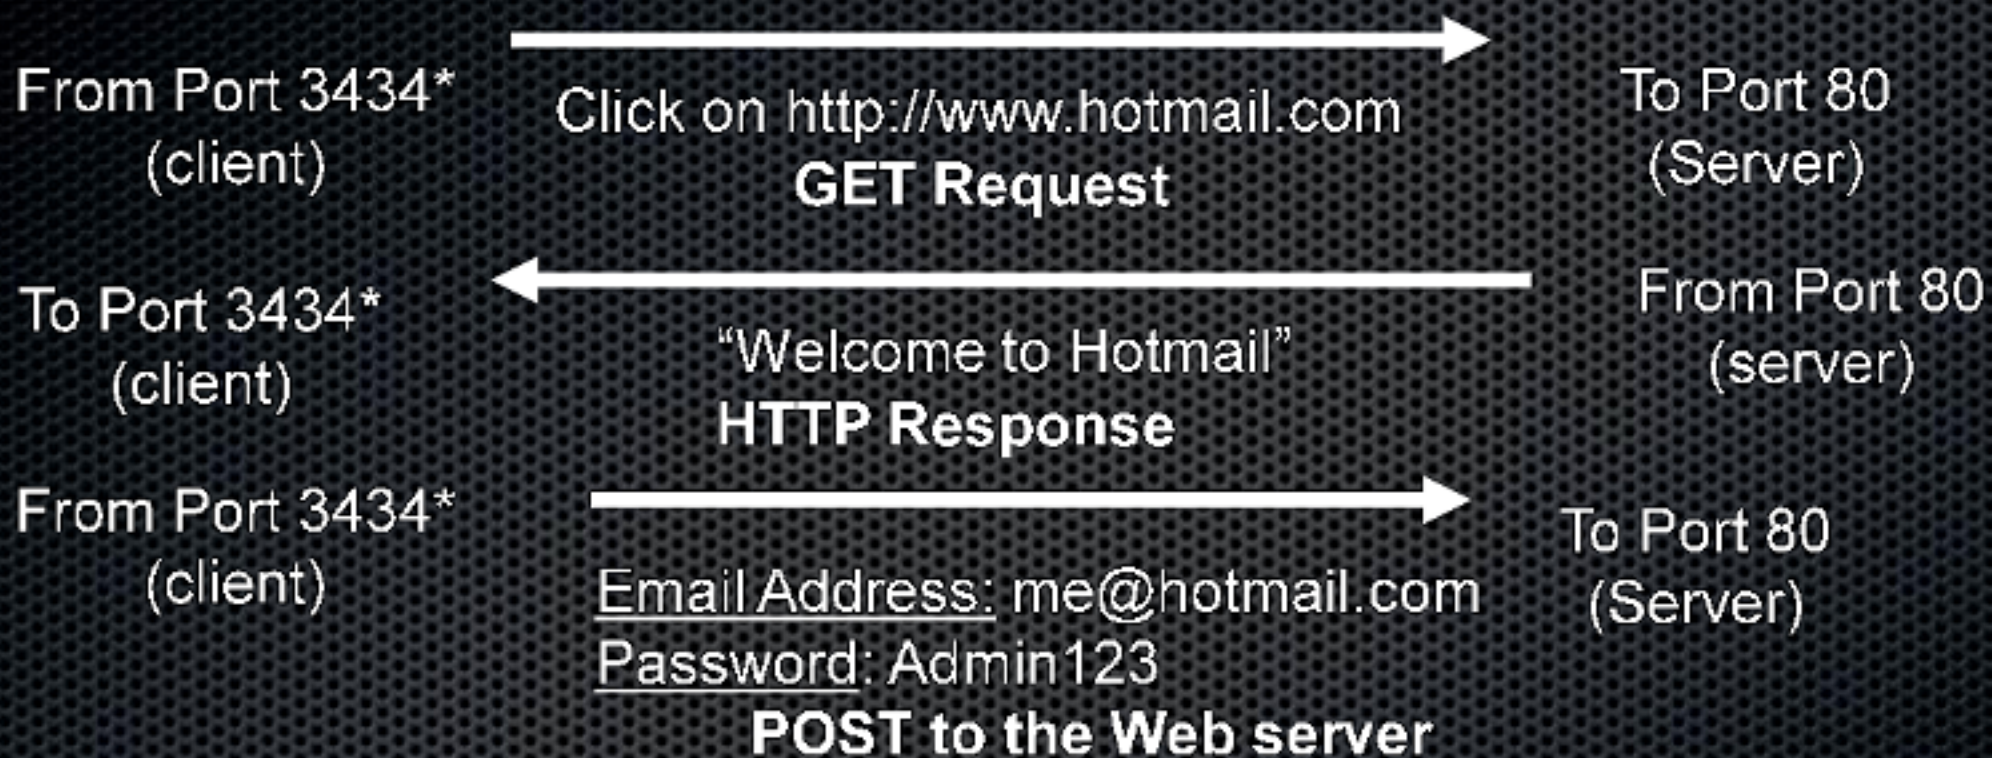 From Port 3434*
(client)
Click on http://www.hotmail.com
GET Request
To Port 80
(Server)
To Port 3434*
(client)
“Welcome to Hotmail”
HTTP Response
From Port 80
(server)
From Port 3434*
(client)
Email Address: me@hotmail.com
Password: Admin123
POST to the Web server
To Port 80
(Server)